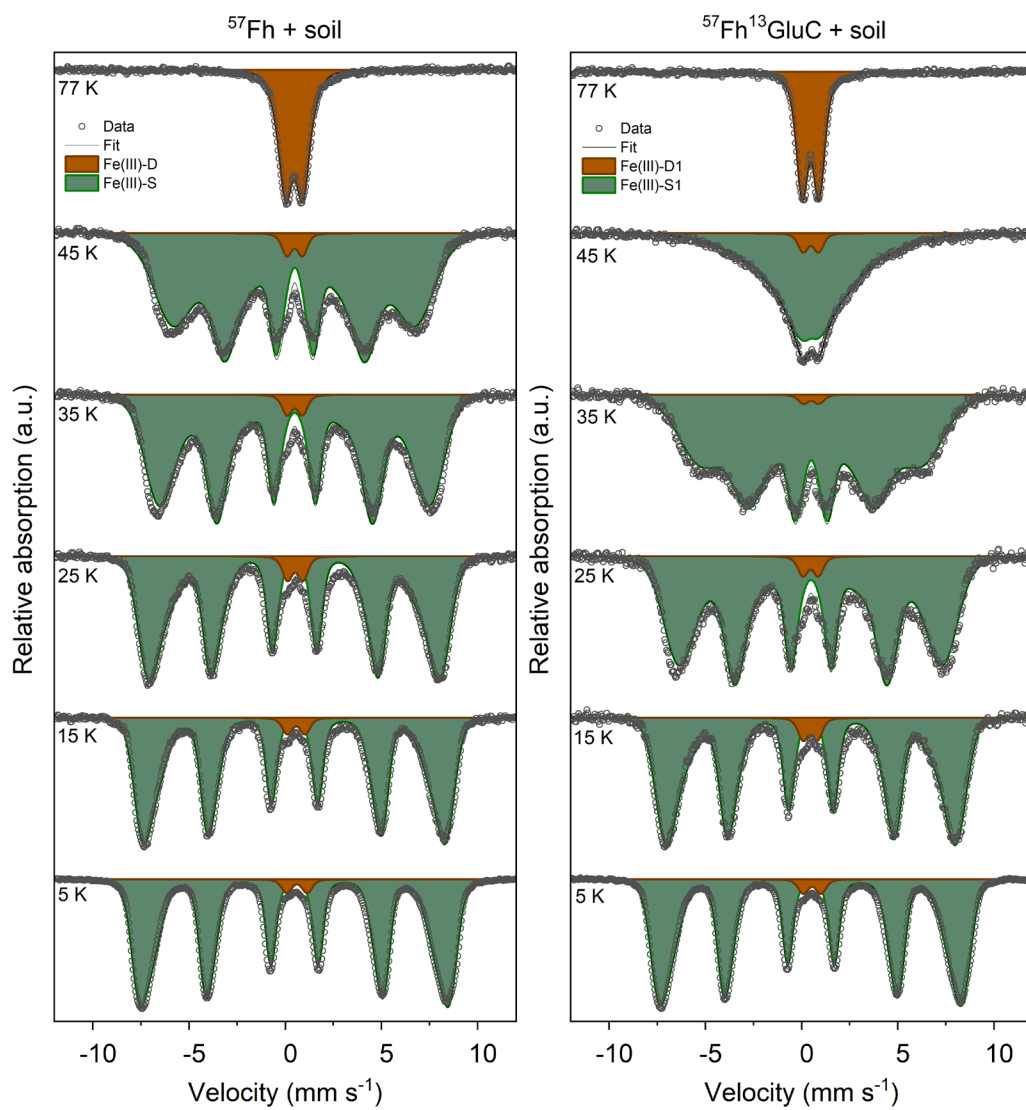 ⁵⁷Fh + soil
77 K
Data
Fit
Fe(III)-D
Fe(III)-S
45 K
35 K
25 K
15 K
5 K
Relative absorption (a.u.)
-10 -5 0 5 10
Velocity (mm s⁻¹)
⁵⁷Fh¹³GluC + soil
77 K
Data
Fit
Fe(III)-D1
Fe(III)-S1
45 K
35 K
25 K
15 K
5 K
Relative absorption (a.u.)
-10 -5 0 5 10
Velocity (mm s⁻¹)